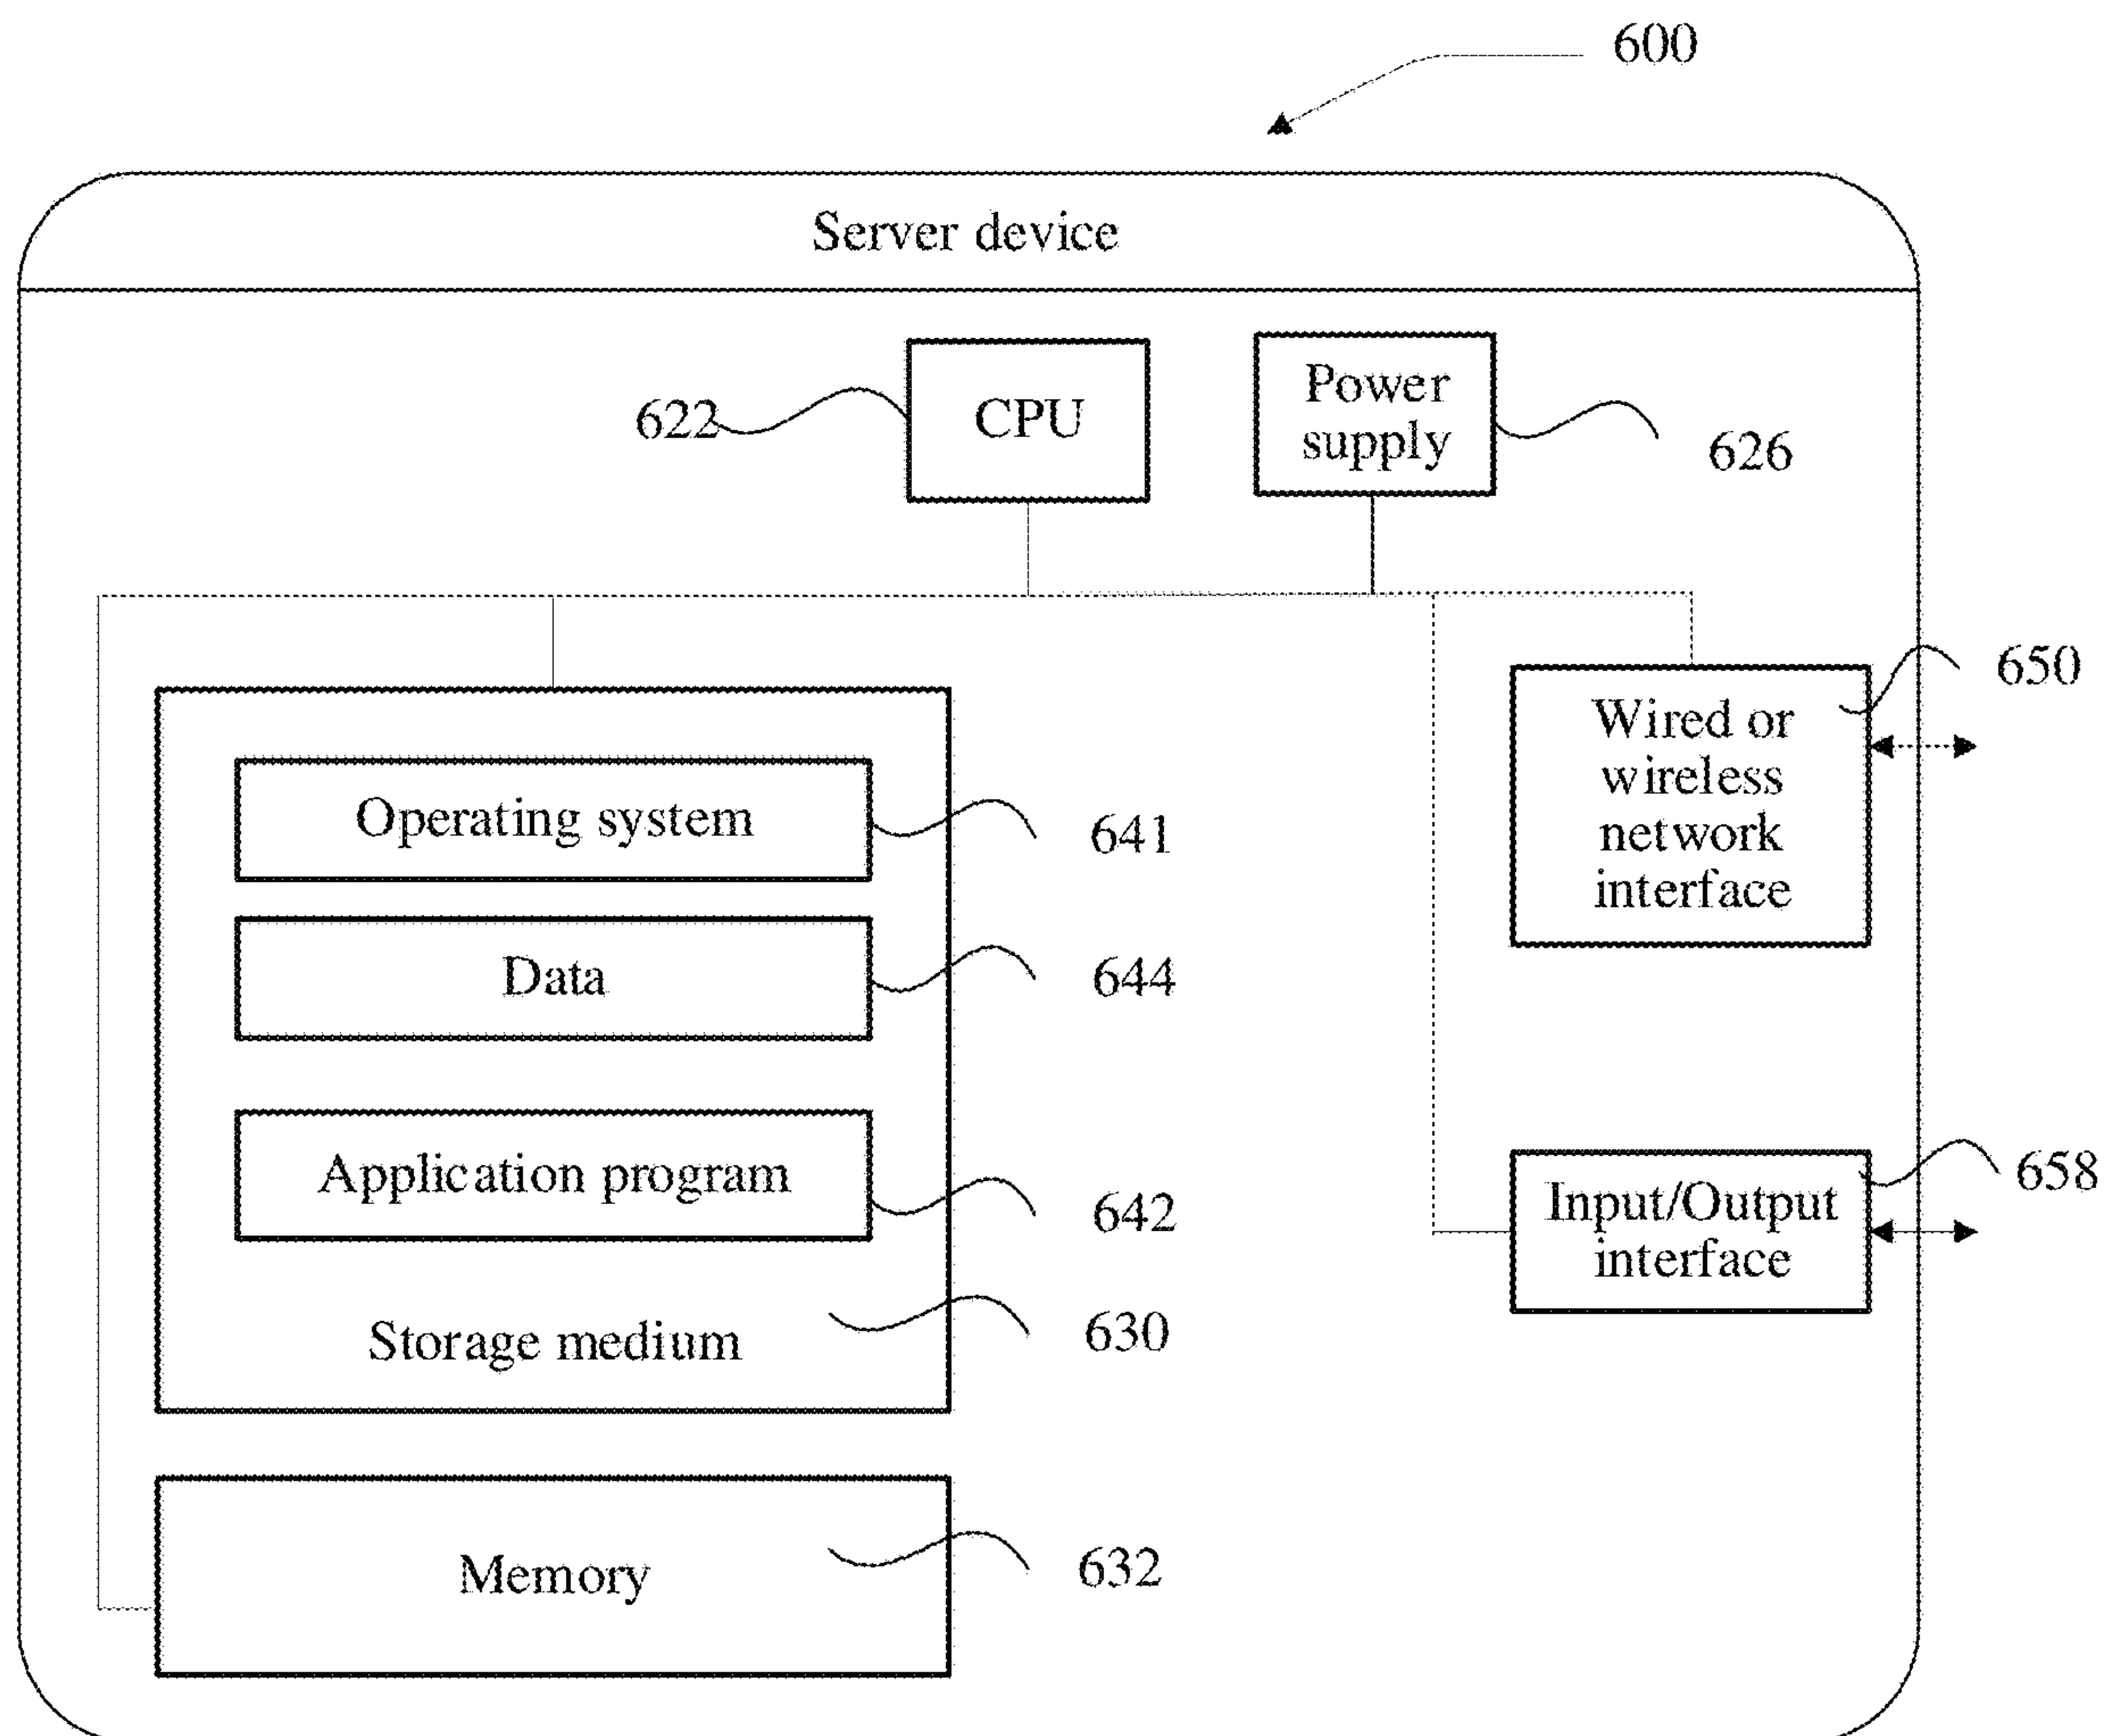 600
Server device
622
CPU
Power
supply
626
650
Wired or
wireless
network
interface
Operating system
641
Data
644
Application program
642
658
Input/Output
interface
Storage medium
630
Memory
632